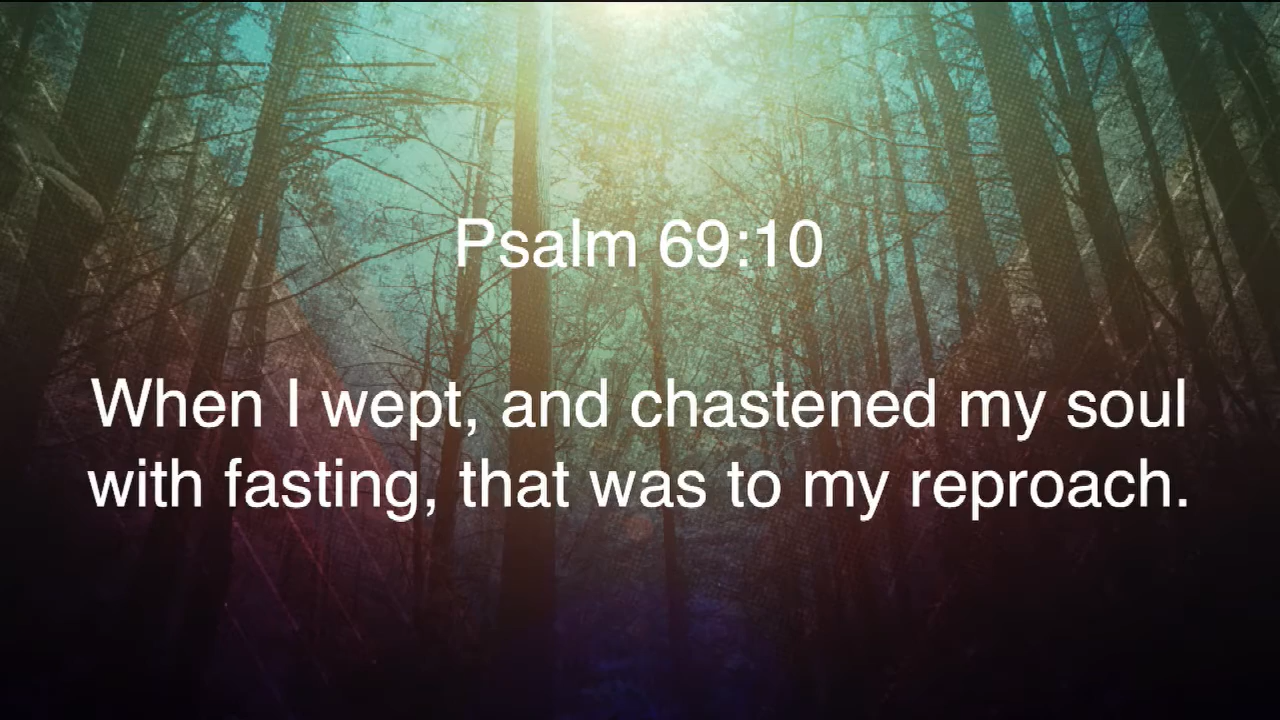 Psalm 69:10
When I wept, and chastened my soul
with fasting, that was to my reproach.